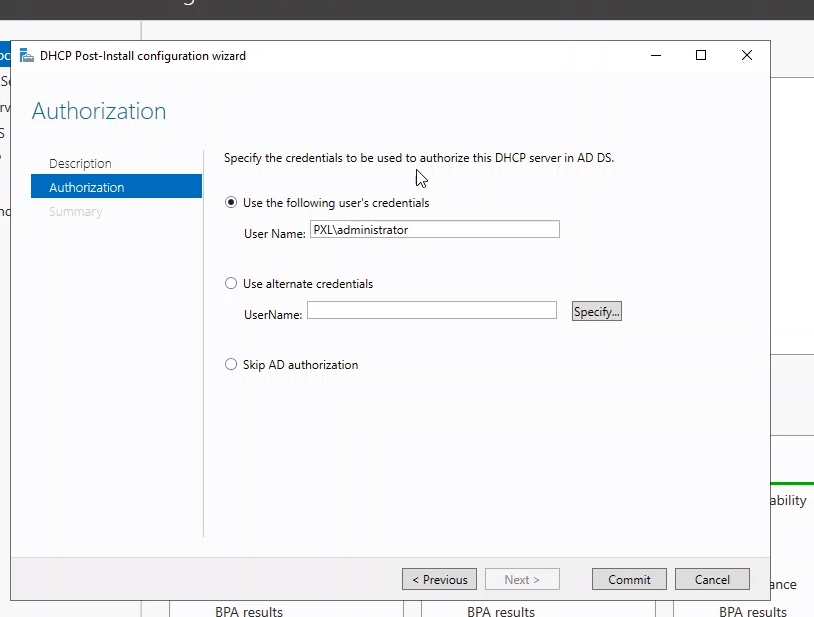 DHCP Post-Install configuration wizard
Authorization
Description
Authorization
Summary
Specify the credentials to be used to authorize this DHCP server in AD DS.
Use the following user's credentials
User Name: PXL\administrator
Use alternate credentials
UserName:
Specify...
Skip AD authorization
< Previous
Next >
Commit
Cancel
BPA results
BPA results
BPA results